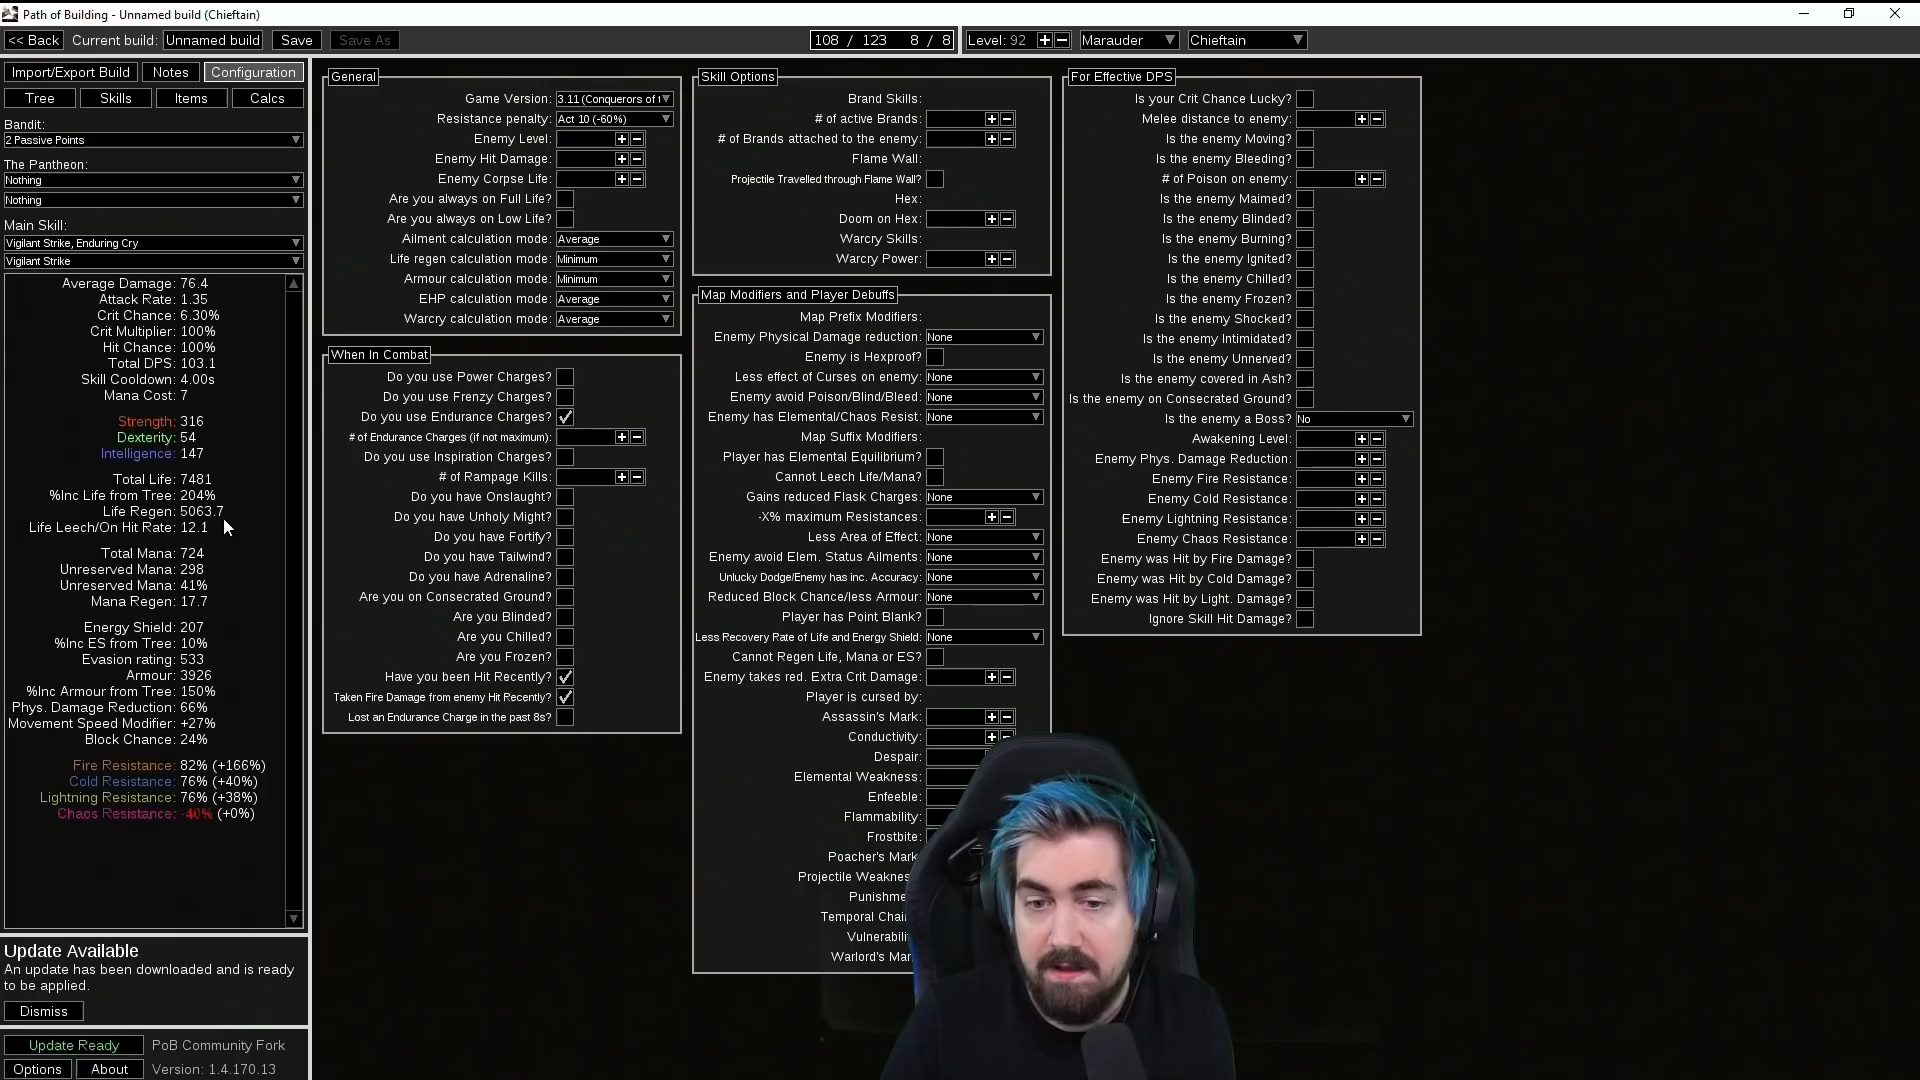 Path of Building - Unnamed build (Chieftain)
<< Back Current build: Unnamed build Save Save As 108 / 123 8 / 8 Level: 92 Marauder Chieftain
Import/Export Build Notes Configuration
Tree Skills Items Calcs
Bandit:
2 Passive Points
The Pantheon:
Nothing
Nothing
Main Skill:
Vigilant Strike, Enduring Cry
Vigilant Strike
Average Damage: 76.4
Attack Rate: 1.35
Crit Chance: 6.30%
Crit Multiplier: 100%
Hit Chance: 100%
Total DPS: 103.1
Skill Cooldown: 4.00s
Mana Cost: 7
Strength: 316
Dexterity: 54
Intelligence: 147
Total Life: 7481
%Inc Life from Tree: 204%
Life Regen: 5063.7
Life Leech/On Hit Rate: 12.1
Total Mana: 724
Unreserved Mana: 298
Unreserved Mana: 41%
Mana Regen: 17.7
Energy Shield: 207
%Inc ES from Tree: 10%
Evasion rating: 533
Armour: 3926
%Inc Armour from Tree: 150%
Phys. Damage Reduction: 66%
Movement Speed Modifier: +27%
Block Chance: 24%
Fire Resistance: 82% (+166%)
Cold Resistance: 76% (+40%)
Lightning Resistance: 76% (+38%)
Chaos Resistance: -40% (+0%)
Update Available
An update has been downloaded and is ready
to be applied.
Dismiss
Update Ready PoB Community Fork
Options About Version: 1.4.170.13
General
Game Version: 3.11 (Conquerors of
Resistance penalty: Act 10 (-60%)
Enemy Level:
Enemy Hit Damage:
Enemy Corpse Life:
Are you always on Full Life?
Are you always on Low Life?
Ailment calculation mode: Average
Life regen calculation mode: Minimum
Armour calculation mode: Minimum
EHP calculation mode: Average
Warcry calculation mode: Average
When In Combat
Do you use Power Charges?
Do you use Frenzy Charges?
Do you use Endurance Charges?
# of Endurance Charges (if not maximum):
Do you use Inspiration Charges?
# of Rampage Kills:
Do you have Onslaught?
Do you have Unholy Might?
Do you have Fortify?
Do you have Tailwind?
Do you have Adrenaline?
Are you on Consecrated Ground?
Are you Blinded?
Are you Chilled?
Are you Frozen?
Have you been Hit Recently?
Taken Fire Damage from enemy Hit Recently?
Lost an Endurance Charge in the past 8s?
Skill Options
Brand Skills:
# of active Brands:
# of Brands attached to the enemy:
Flame Wall:
Projectile Travelled through Flame Wall?
Hex:
Doom on Hex:
Warcry Skills:
Warcry Power:
Map Modifiers and Player Debuffs
Map Prefix Modifiers:
Enemy Physical Damage reduction: None
Enemy is Hexproof?
Less effect of Curses on enemy: None
Enemy avoid Poison/Blind/Bleed: None
Enemy has Elemental/Chaos Resist: None
Map Suffix Modifiers:
Player has Elemental Equilibrium?
Cannot Leech Life/Mana?
Gains reduced Flask Charges: None
-X% maximum Resistances:
Less Area of Effect: None
Enemy avoid Elem. Status Ailments: None
Unlucky Dodge/Enemy has inc. Accuracy: None
Reduced Block Chance/less Armour: None
Player has Point Blank?
Less Recovery Rate of Life and Energy Shield: None
Cannot Regen Life, Mana or ES?
Enemy takes red. Extra Crit Damage:
Player is cursed by:
Assassin's Mark:
Conductivity:
Despair:
Elemental Weakness:
Enfeeble:
Flammability:
Frostbite:
Poacher's Mark
Projectile Weakness
Punishme
Temporal Chai
Vulnerabili
Warlord's Mar
For Effective DPS
Is your Crit Chance Lucky?
Melee distance to enemy:
Is the enemy Moving?
Is the enemy Bleeding?
# of Poison on enemy:
Is the enemy Maimed?
Is the enemy Blinded?
Is the enemy Burning?
Is the enemy Ignited?
Is the enemy Chilled?
Is the enemy Frozen?
Is the enemy Shocked?
Is the enemy Intimidated?
Is the enemy Unnerved?
Is the enemy covered in Ash?
Is the enemy on Consecrated Ground?
Is the enemy a Boss? No
Awakening Level:
Enemy Phys. Damage Reduction:
Enemy Fire Resistance:
Enemy Cold Resistance:
Enemy Lightning Resistance:
Enemy Chaos Resistance:
Enemy was Hit by Fire Damage?
Enemy was Hit by Cold Damage?
Enemy was Hit by Light. Damage?
Ignore Skill Hit Damage?